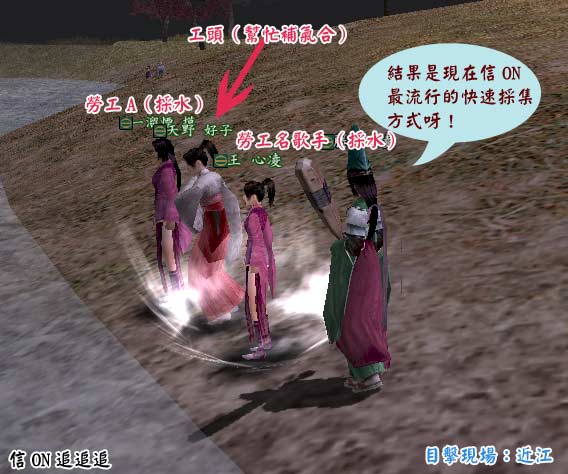 工頭（幫忙補氣合）
結果是現在信ON
最流行的快速採集
方式呀！
勞工A（採水）
天野 好子
勞工名歌手（採水）
王 心凌
信ON追追追
目擊現場：近江